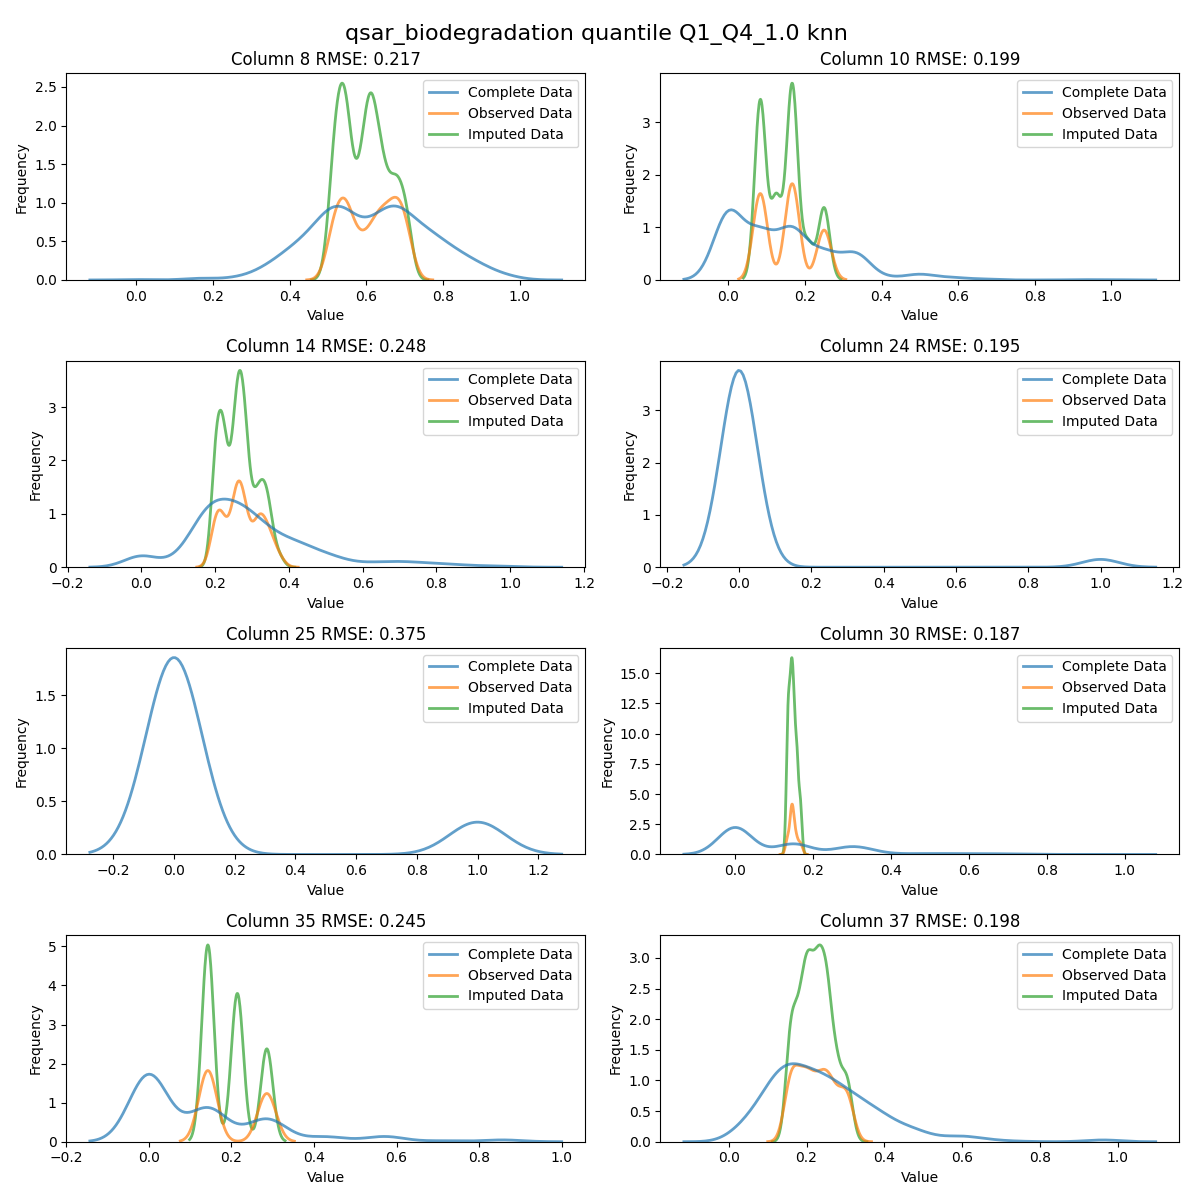 qsar_biodegradation quantile Q1_Q4_1.0 knn
Column 8 RMSE: 0.217
Frequency
2.5
2.0
1.5
1.0
0.5
0.0
Complete Data
Observed Data
Imputed Data
0.0 0.2 0.4 0.6 0.8 1.0
Value
Column 10 RMSE: 0.199
Frequency
3
2
1
0
Complete Data
Observed Data
Imputed Data
0.0 0.2 0.4 0.6 0.8 1.0
Value
Column 14 RMSE: 0.248
Frequency
3
2
1
0
Complete Data
Observed Data
Imputed Data
−0.2 0.0 0.2 0.4 0.6 0.8 1.0 1.2
Value
Column 24 RMSE: 0.195
Frequency
3
2
1
0
Complete Data
Observed Data
Imputed Data
−0.2 0.0 0.2 0.4 0.6 0.8 1.0 1.2
Value
Column 25 RMSE: 0.375
Frequency
1.5
1.0
0.5
0.0
Complete Data
Observed Data
Imputed Data
−0.2 0.0 0.2 0.4 0.6 0.8 1.0 1.2
Value
Column 30 RMSE: 0.187
Frequency
15.0
12.5
10.0
7.5
5.0
2.5
0.0
Complete Data
Observed Data
Imputed Data
0.0 0.2 0.4 0.6 0.8 1.0
Value
Column 35 RMSE: 0.245
Frequency
5
4
3
2
1
0
Complete Data
Observed Data
Imputed Data
−0.2 0.0 0.2 0.4 0.6 0.8 1.0
Value
Column 37 RMSE: 0.198
Frequency
3.0
2.5
2.0
1.5
1.0
0.5
0.0
Complete Data
Observed Data
Imputed Data
0.0 0.2 0.4 0.6 0.8 1.0
Value